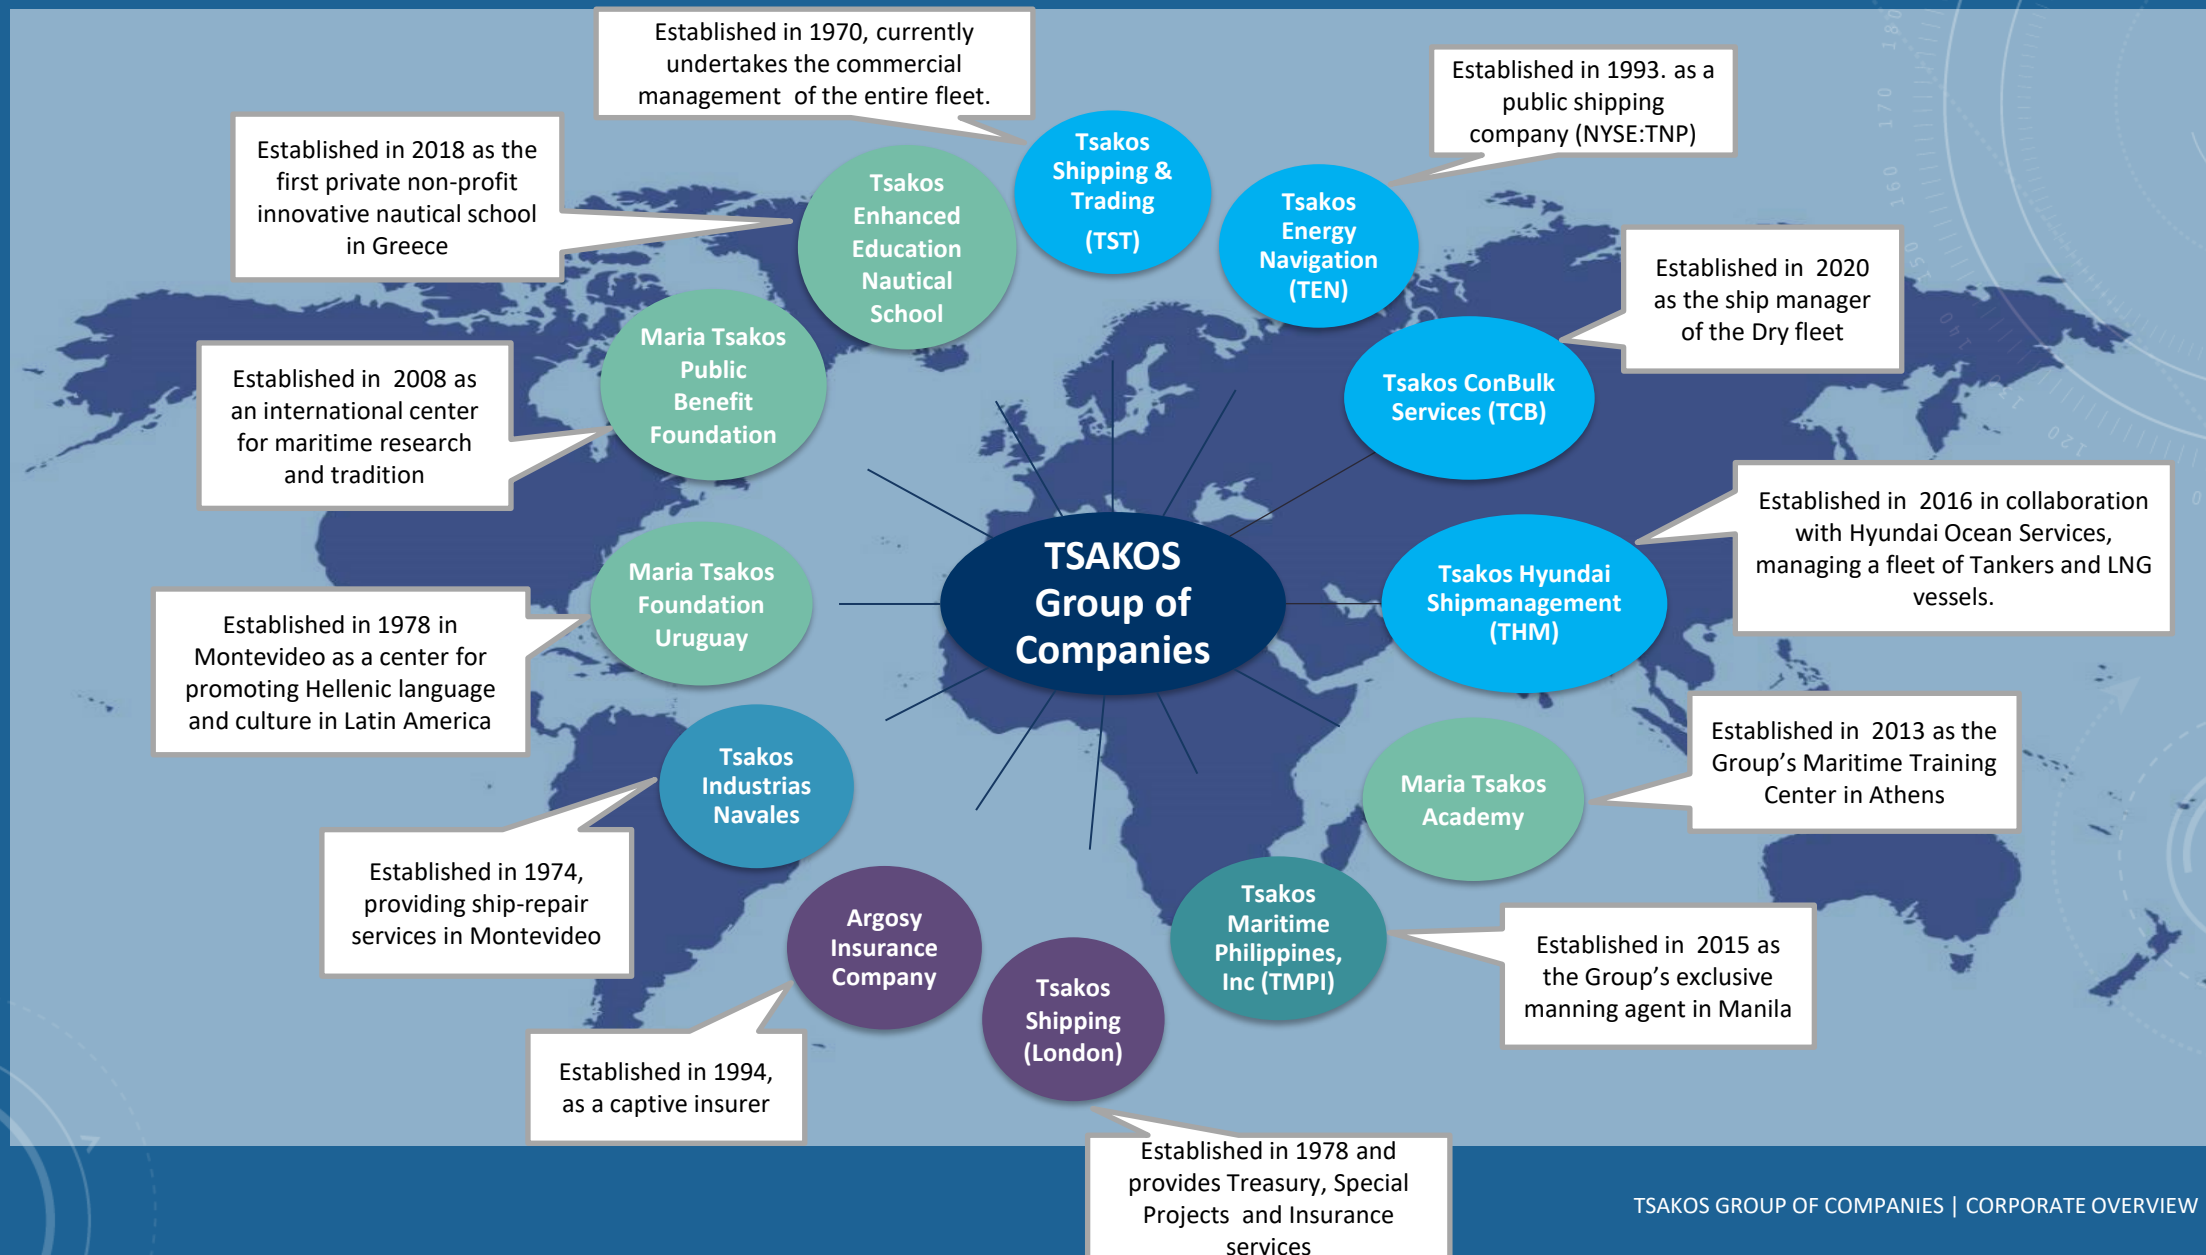 Established in 1970, currently
undertakes the commercial
management of the entire fleet.
Tsakos
Shipping &
Trading
(TST)
Established in 1993. as a
public shipping
company (NYSE:TNP)
Tsakos
Energy
Navigation
(TEN)
Established in 2020
as the ship manager
of the Dry fleet
Tsakos ConBulk
Services (TCB)
Established in 2016 in collaboration
with Hyundai Ocean Services,
managing a fleet of Tankers and LNG
vessels.
Tsakos Hyundai
Shipmanagement
(THM)
Established in 2013 as the
Group's Maritime Training
Center in Athens
Maria Tsakos
Academy
Established in 2015 as
the Group's exclusive
manning agent in Manila
Tsakos
Maritime
Philippines,
Inc (TMPI)
Established in 1978 and
provides Treasury, Special
Projects and Insurance
services
Tsakos
Shipping
(London)
Established in 1994,
as a captive insurer
Argosy
Insurance
Company
Established in 1974,
providing ship-repair
services in Montevideo
Tsakos
Industrias
Navales
Established in 1978 in
Montevideo as a center for
promoting Hellenic language
and culture in Latin America
Maria Tsakos
Foundation
Uruguay
Established in 2008 as
an international center
for maritime research
and tradition
Maria Tsakos
Public
Benefit
Foundation
Established in 2018 as the
first private non-profit
innovative nautical school
in Greece
Tsakos
Enhanced
Education
Nautical
School
TSAKOS
Group of
Companies
180
170
160
150
140
120
TSAKOS GROUP OF COMPANIES | CORPORATE OVERVIEW